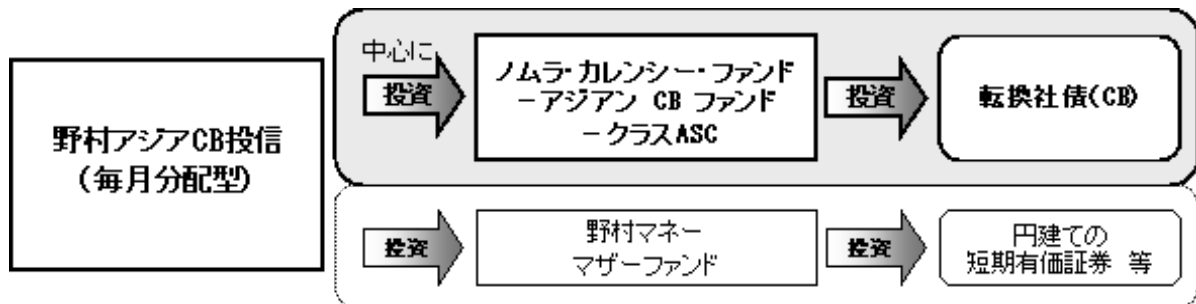 野村アジアCB投信
(毎月分配型)
中心に
投資
ノムラ・カレンシー・ファンド
－アジアン CB ファンド
－クラスASC
投資
転換社債(CB)
投資
野村マネー
マザーファンド
投資
円建ての
短期有価証券 等